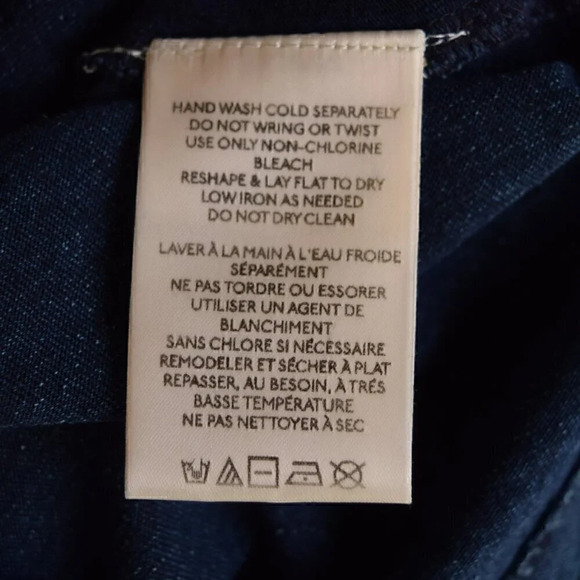 HAND WASH COLD SEPARATELY
DO NOT WRING OR TWIST
USE ONLY NON-CHLORINE
BLEACH
RESHAPE & LAY FLAT TO DRY
LOW IRON AS NEEDED
DO NOT DRY CLEAN
LAVER À LA MAIN À L'EAU FROIDE
SÉPARÉMENT
NE PAS TORDRE OU ESSORER
UTILISER UN AGENT DE
BLANCHIMENT
SANS CHLORE SI NÉCESSAIRE
REMODELER ET SÉCHER À PLAT
REPASSER, AU BESOIN, À TRÉS
BASSE TEMPÉRATURE
NE PAS NETTOYER À SEC